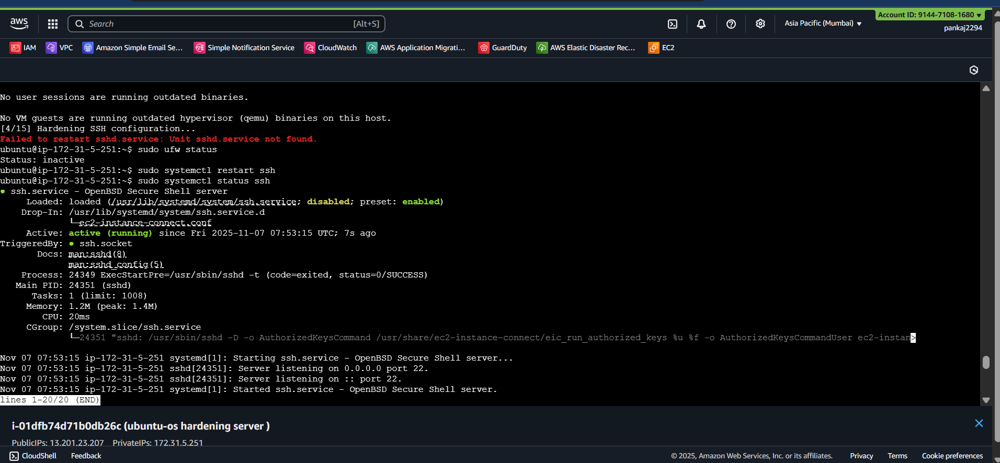 Account ID: 9144-7108-1680
aws
Search [Alt+S]
Asia Pacific (Mumbai)
pankaj2294
IAM VPC Amazon Simple Email Se... Simple Notification Service CloudWatch AWS Application Migrati... GuardDuty AWS Elastic Disaster Rec... EC2
No user sessions are running outdated binaries.
No VM guests are running outdated hypervisor (qemu) binaries on this host.
[4/15] Hardening SSH configuration...
Failed to restart sshd.service: Unit sshd.service not found.
ubuntu@ip-172-31-5-251:~$ sudo ufw status
Status: inactive
ubuntu@ip-172-31-5-251:~$ sudo systemctl restart ssh
ubuntu@ip-172-31-5-251:~$ sudo systemctl status ssh
● ssh.service - OpenBSD Secure Shell server
Loaded: loaded (/usr/lib/systemd/system/ssh.service; disabled; preset: enabled)
Drop-In: /usr/lib/systemd/system/ssh.service.d
└─ec2-instance-connect.conf
Active: active (running) since Fri 2025-11-07 07:53:15 UTC; 7s ago
TriggeredBy: ● ssh.socket
Docs: man:sshd(8)
man:sshd_config(5)
Process: 24349 ExecStartPre=/usr/sbin/sshd -t (code=exited, status=0/SUCCESS)
Main PID: 24351 (sshd)
Tasks: 1 (limit: 1008)
Memory: 1.2M (peak: 1.4M)
CPU: 20ms
CGroup: /system.slice/ssh.service
└─24351 "sshd: /usr/sbin/sshd -D -o AuthorizedKeysCommand /usr/share/ec2-instance-connect/eic_run_authorized_keys %u %f -o AuthorizedKeysCommandUser ec2-instan>
Nov 07 07:53:15 ip-172-31-5-251 systemd[1]: Starting ssh.service - OpenBSD Secure Shell server...
Nov 07 07:53:15 ip-172-31-5-251 sshd[24351]: Server listening on 0.0.0.0 port 22.
Nov 07 07:53:15 ip-172-31-5-251 sshd[24351]: Server listening on :: port 22.
Nov 07 07:53:15 ip-172-31-5-251 systemd[1]: Started ssh.service - OpenBSD Secure Shell server.
lines 1-20/20 (END)
i-01dfb74d71b0db26c (ubuntu-os hardening server )
PublicIPs: 13.201.23.207 PrivateIPs: 172.31.5.251
CloudShell Feedback © 2025, Amazon Web Services, Inc. or its affiliates. Privacy Terms Cookie preferences